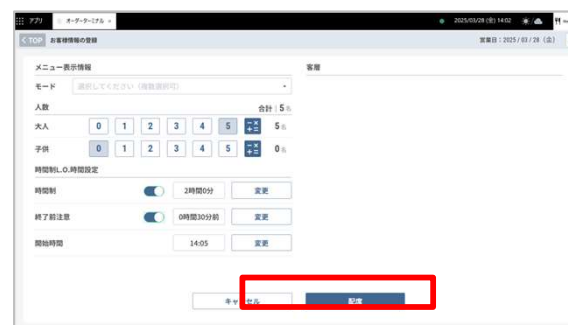 アプリ オーダーターミナル × 2025/03/28 (金) 14:02
< TOP お客様情報の登録 営業日：2025 / 03 / 28 （金）
メニュー表示情報 客層
モード 選択してください（複数選択可）
人数 合計 5 名
大人 0 1 2 3 4 5 5 名
子供 0 1 2 3 4 5 0 名
時間制L.O.時間設定
時間制 2時間0分 変更
終了前注意 0時間30分前 変更
開始時間 14:05 変更
キャンセル 配席